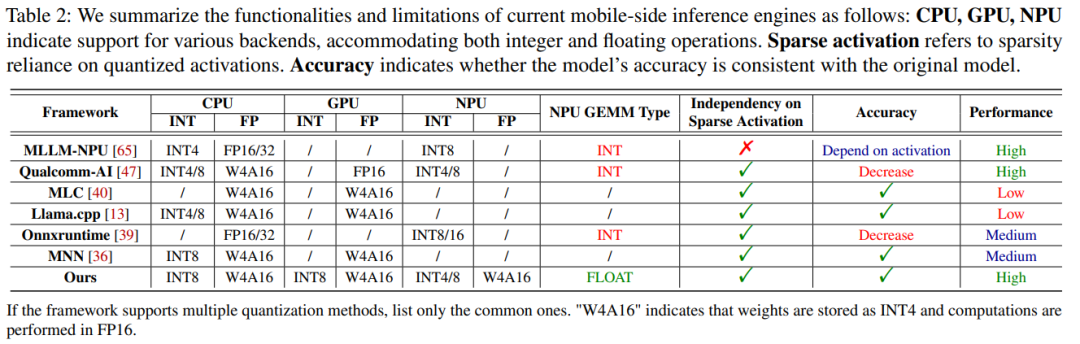 Table 2: We summarize the functionalities and limitations of current mobile-side inference engines as follows: CPU, GPU, NPU
indicate support for various backends, accommodating both integer and floating operations. Sparse activation refers to sparsity
reliance on quantized activations. Accuracy indicates whether the model's accuracy is consistent with the original model.
Framework CPU GPU NPU NPU GEMM Type Independency on Sparse Activation Accuracy Performance
INT FP INT FP INT FP
MLLM-NPU [65] INT4 FP16/32 / / INT8 / INT ✗ Depend on activation High
Qualcomm-AI [47] INT4/8 W4A16 / FP16 INT4/8 / INT ✓ Decrease High
MLC [40] / W4A16 / W4A16 / / / ✓ ✓ Low
Llama.cpp [13] INT4/8 W4A16 / W4A16 / / / ✓ ✓ Low
Onnxruntime [39] / FP16/32 / / INT8/16 / INT ✓ Decrease Medium
MNN [36] INT8 W4A16 / W4A16 / / / ✓ ✓ Medium
Ours INT8 W4A16 INT8 W4A16 INT4/8 W4A16 FLOAT ✓ ✓ High
If the framework supports multiple quantization methods, list only the common ones. "W4A16" indicates that weights are stored as INT4 and computations are
performed in FP16.